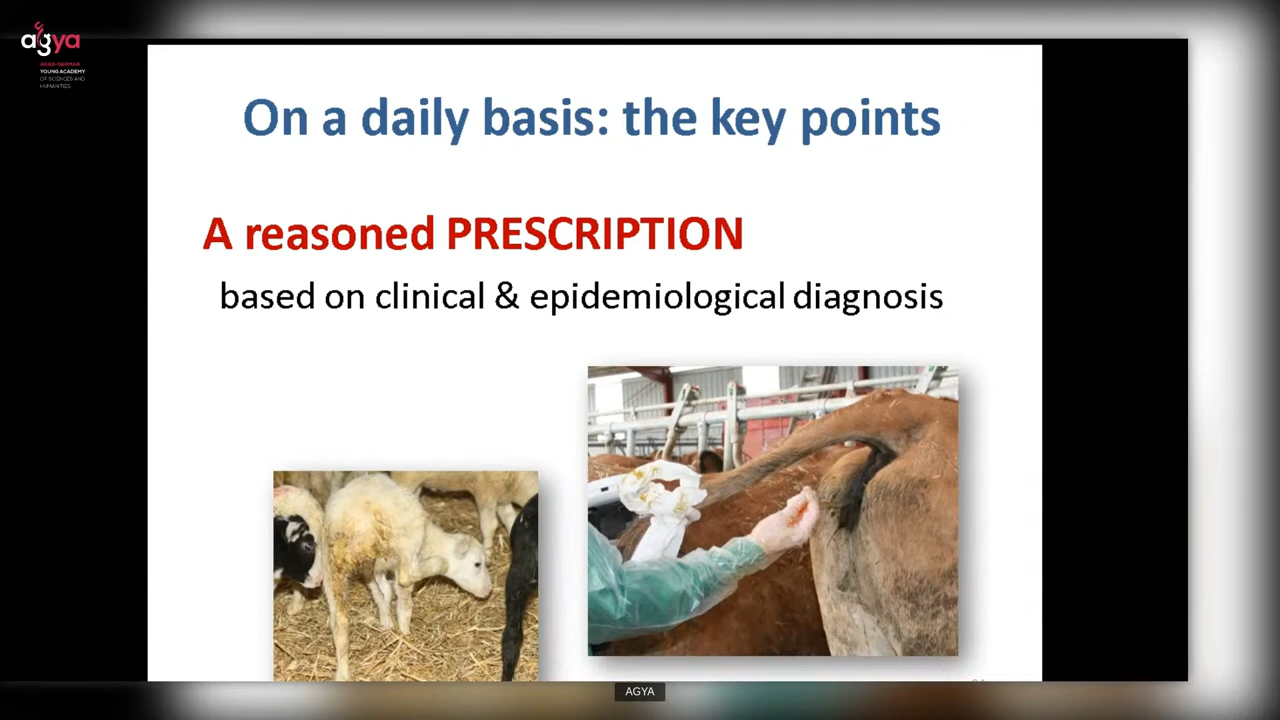 agya
ARAB-GERMAN
YOUNG ACADEMY
OF SCIENCES AND
HUMANITIES
On a daily basis: the key points
A reasoned PRESCRIPTION
based on clinical & epidemiological diagnosis
AGYA